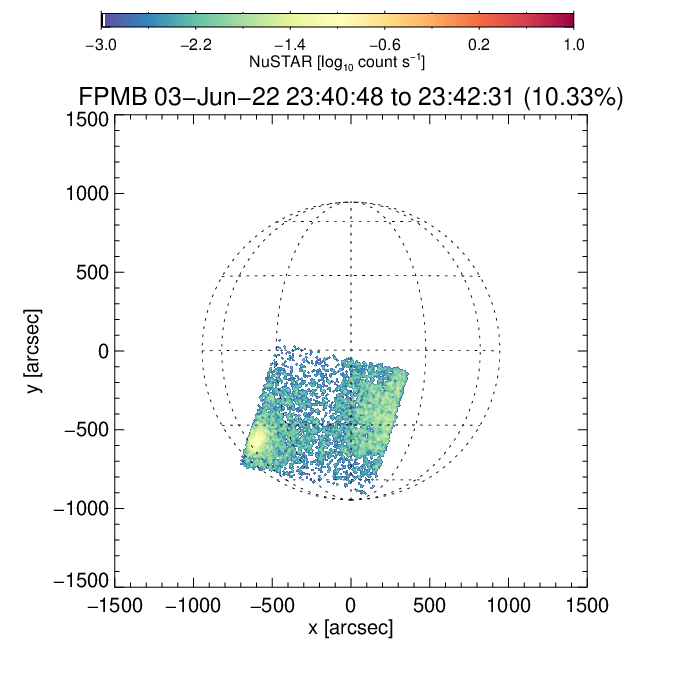 −3.0 −2.2 −1.4 −0.6 0.2 1.0
NuSTAR [log₁₀ count s⁻¹]
FPMB 03−Jun−22 23:40:48 to 23:42:31 (10.33%)
1500
1000
500
0
−500
−1000
−1500
y [arcsec]
−1500 −1000 −500 0 500 1000 1500
x [arcsec]